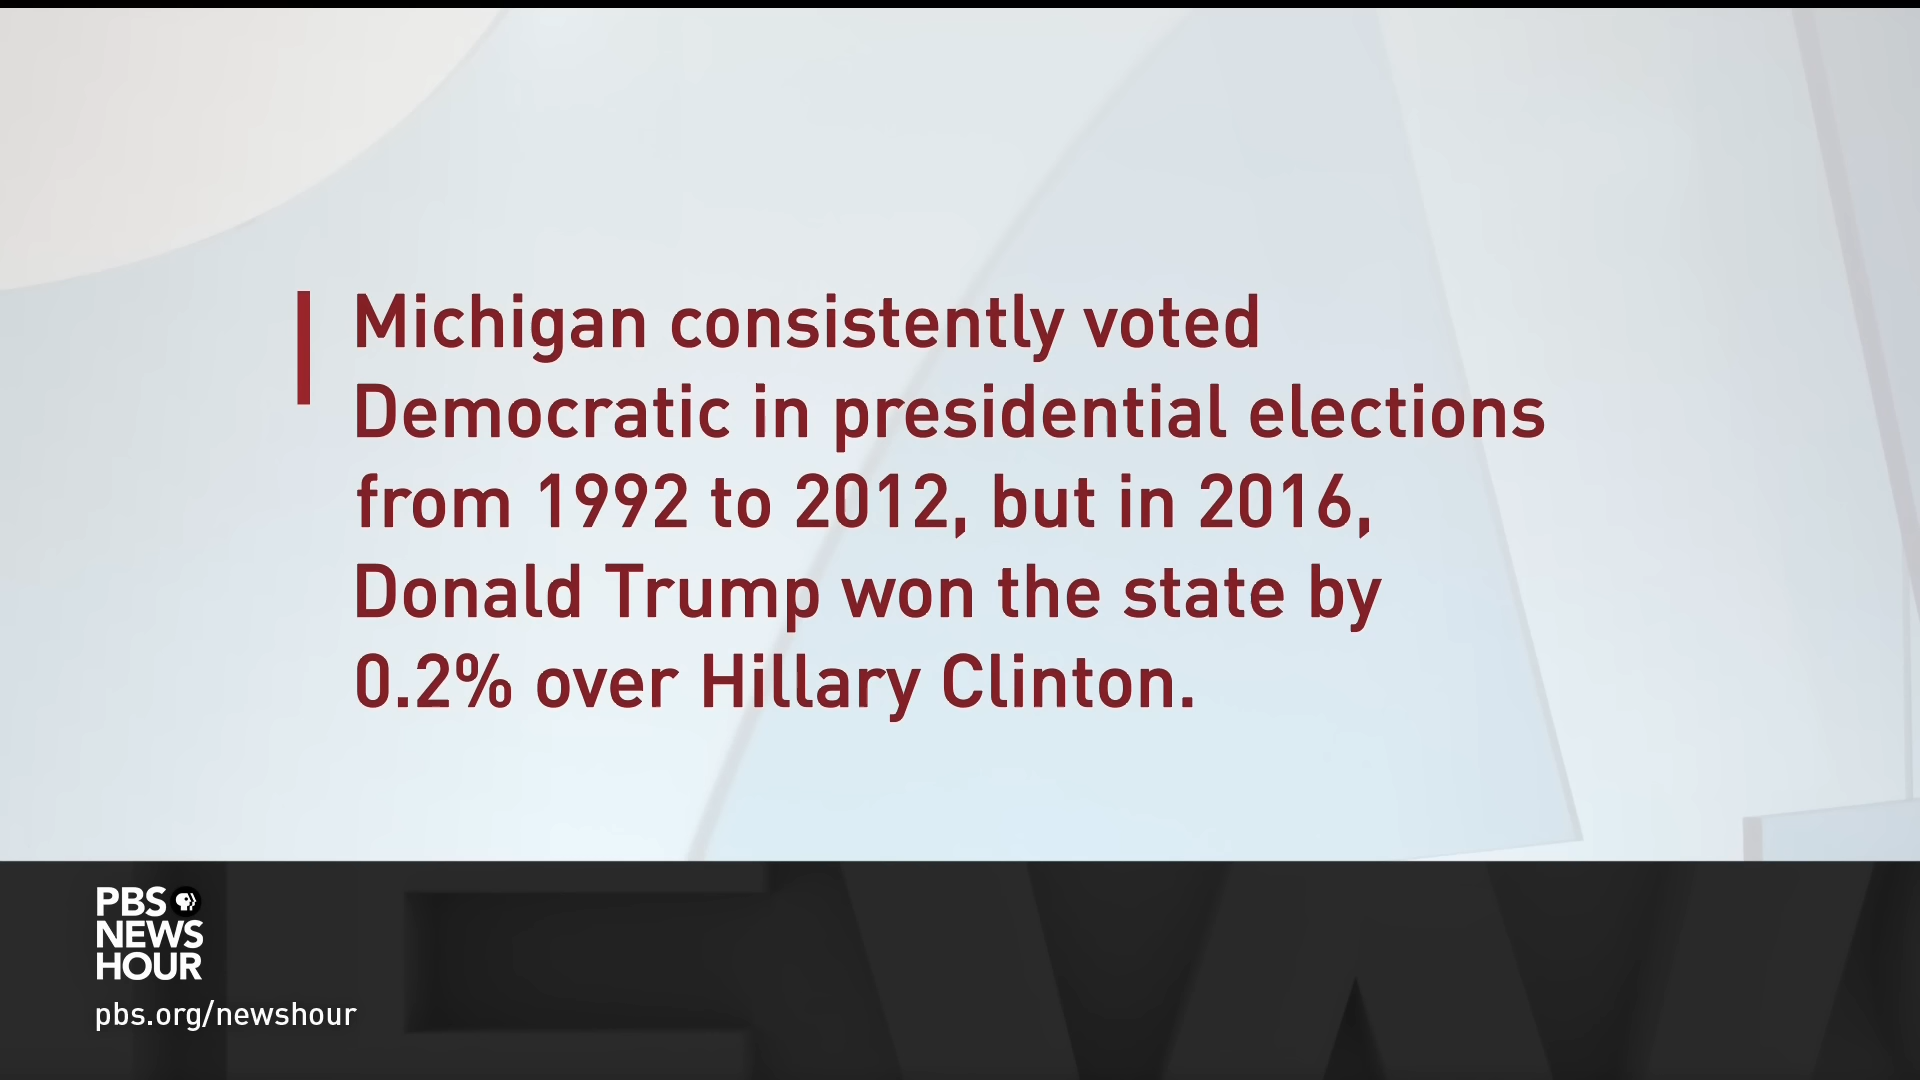 Michigan consistently voted
Democratic in presidential elections
from 1992 to 2012, but in 2016,
Donald Trump won the state by
0.2% over Hillary Clinton.
PBS
NEWS
HOUR
pbs.org/newshour